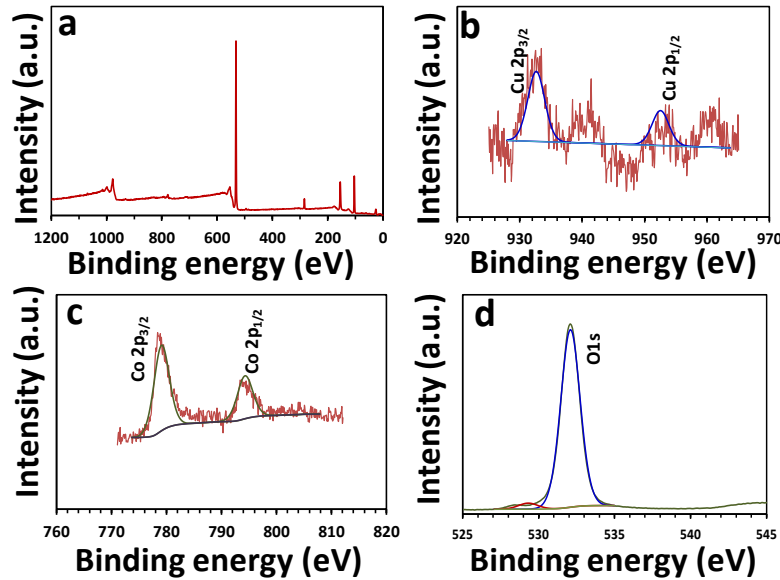 a
Intensity (a.u.)
1200 1000 800 600 400 200 0
Binding energy (eV)
b
Cu 2p3/2
Cu 2p1/2
Intensity (a.u.)
920 930 940 950 960 970
Binding energy (eV)
c
Co 2p3/2
Co 2p1/2
Intensity (a.u.)
760 770 780 790 800 810 820
Binding energy (eV)
d
O1s
Intensity (a.u.)
525 530 535 540 545
Binding energy (eV)